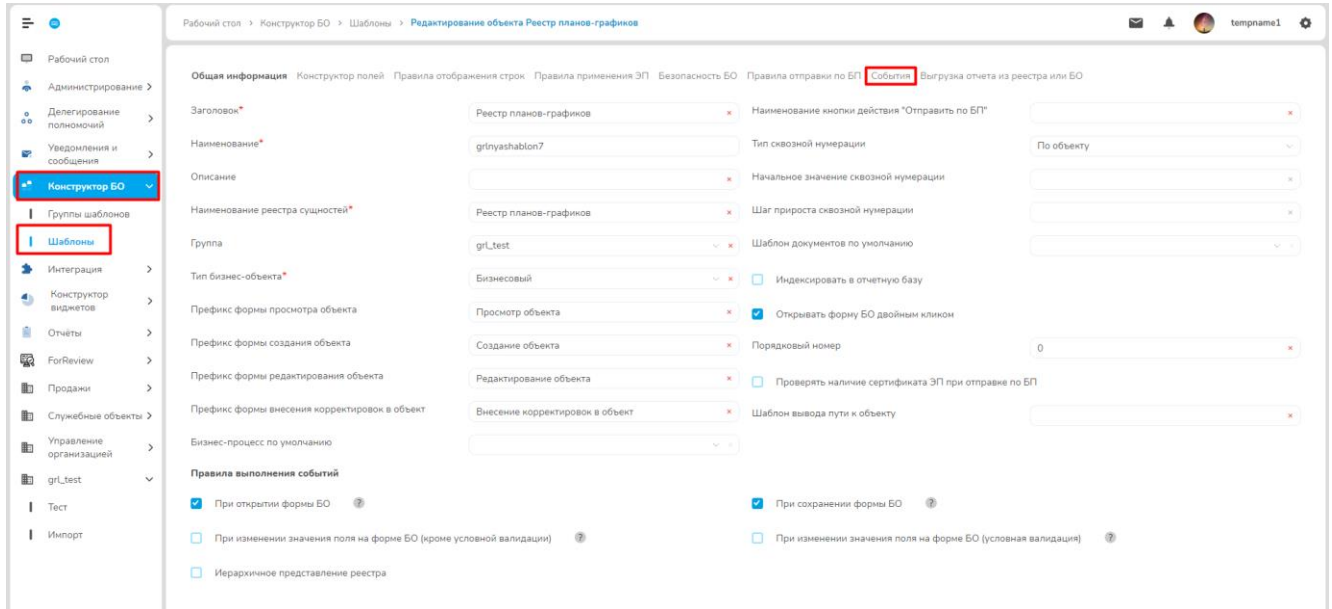 Рабочий стол > Конструктор БО > Шаблоны > Редактирование объекта Реестр планов-графиков
tempname1
Рабочий стол
Администрирование
Делегирование
полномочий
Уведомления и
сообщения
Конструктор БО
Группы шаблонов
Шаблоны
Интеграция
Конструктор
виджетов
Отчёты
ForReview
Продажи
Служебные объекты
Управление
организацией
grl_test
Тест
Импорт
Общая информация Конструктор полей Правила отображения строк Правила применения ЭП Безопасность БО Правила отправки по БП События Выгрузка отчета из реестра или БО
Заголовок* Реестр планов-графиков
Наименование* grlnyashablon7
Описание
Наименование реестра сущностей* Реестр планов-графиков
Группа grl_test
Тип бизнес-объекта* Бизнесовый
Префикс формы просмотра объекта Просмотр объекта
Префикс формы создания объекта Создание объекта
Префикс формы редактирования объекта Редактирование объекта
Префикс формы внесения корректировок в объект Внесение корректировок в объект
Бизнес-процесс по умолчанию
Наименование кнопки действия "Отправить по БП"
Тип сквозной нумерации По объекту
Начальное значение сквозной нумерации
Шаг прироста сквозной нумерации
Шаблон документов по умолчанию
Индексировать в отчетную базу
Открывать форму БО двойным кликом
Порядковый номер 0
Проверять наличие сертификата ЭП при отправке по БП
Шаблон вывода пути к объекту
Правила выполнения событий
При открытии формы БО ?
При сохранении формы БО ?
При изменении значения поля на форме БО (кроме условной валидации) ?
При изменении значения поля на форме БО (условная валидация) ?
Иерархичное представление реестра